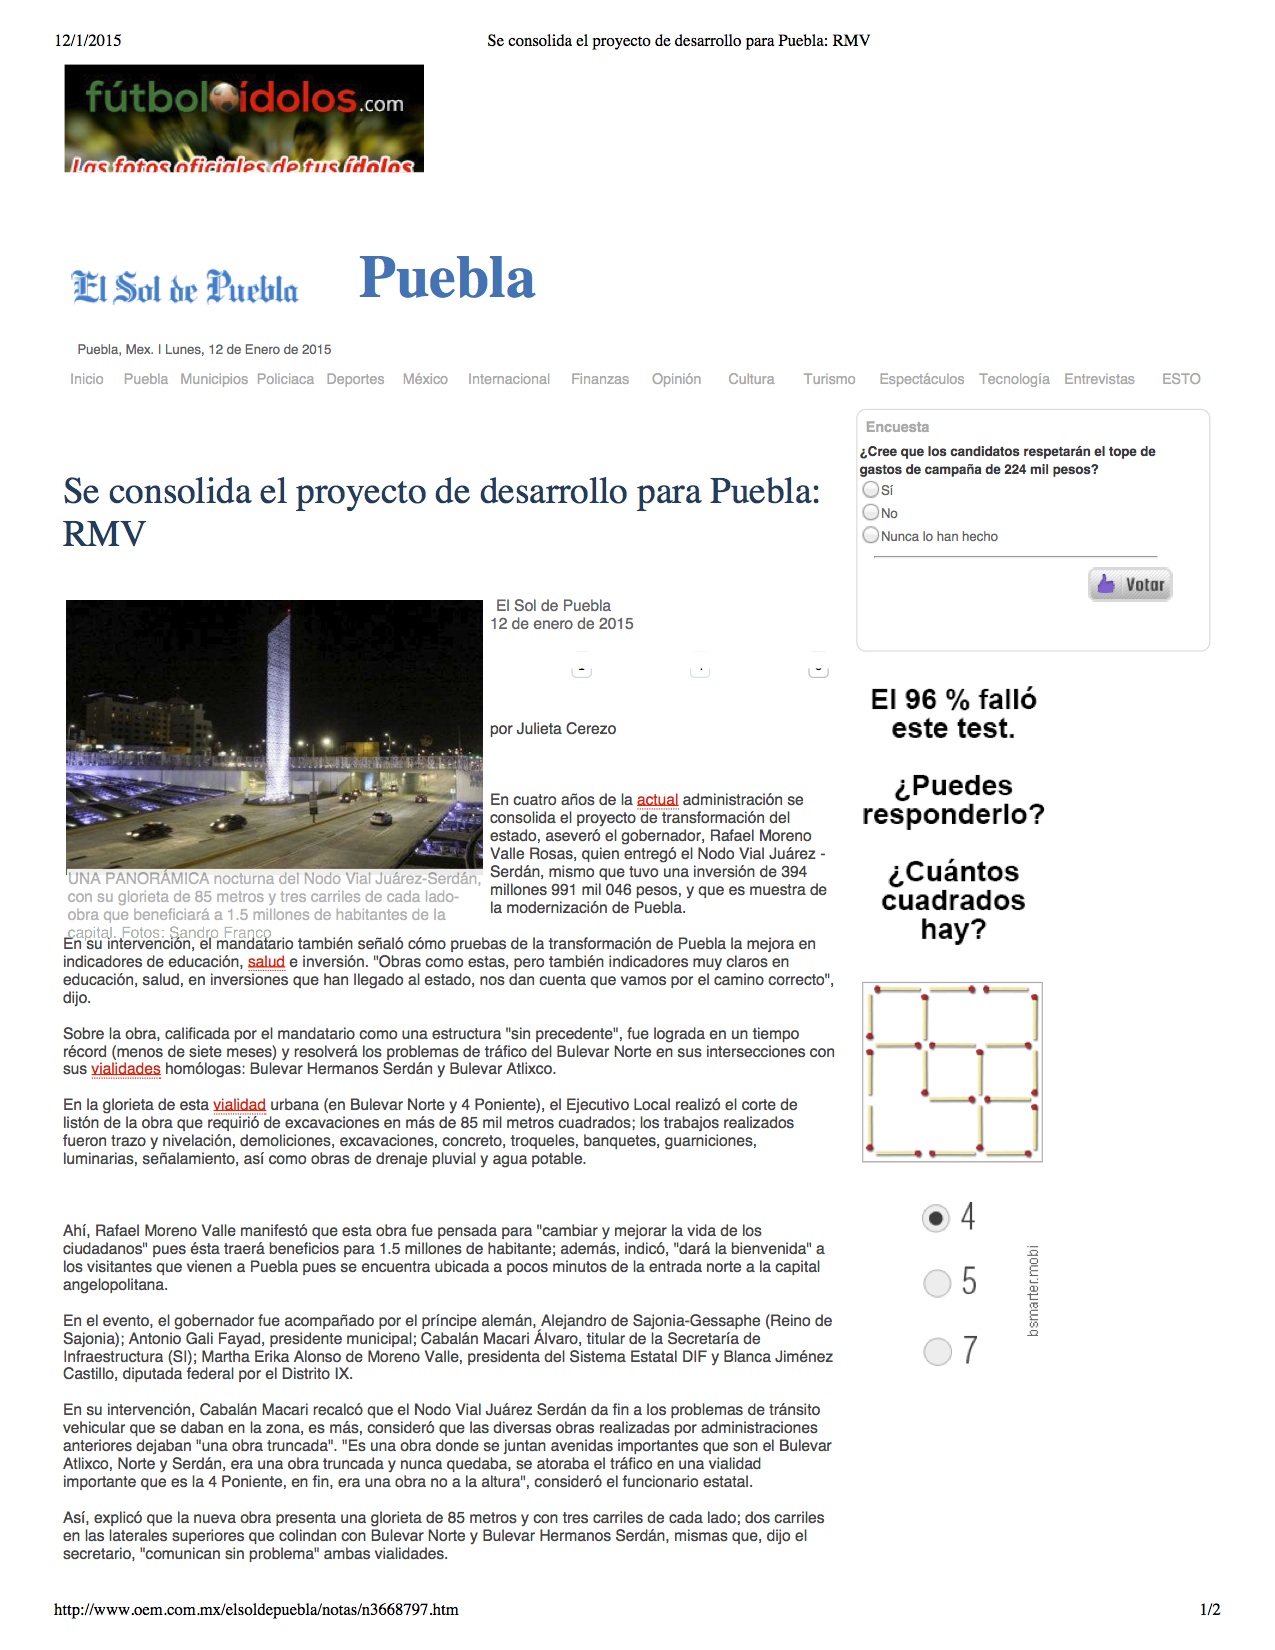 12/1/2015
Se consolida el proyecto de desarrollo para Puebla: RMV
fútbolídolos.com
Las fotos oficiales de tus ídolos
El Sol de Puebla
Puebla
Puebla, Mex. | Lunes, 12 de Enero de 2015
Inicio Puebla Municipios Policiaca Deportes México Internacional Finanzas Opinión Cultura Turismo Espectáculos Tecnología Entrevistas ESTO
Se consolida el proyecto de desarrollo para Puebla:
RMV
El Sol de Puebla
12 de enero de 2015
por Julieta Cerezo
En cuatro años de la actual administración se
consolida el proyecto de transformación del
estado, aseveró el gobernador, Rafael Moreno
Valle Rosas, quien entregó el Nodo Vial Juárez -
Serdán, mismo que tuvo una inversión de 394
millones 991 mil 046 pesos, y que es muestra de
la modernización de Puebla.
UNA PANORÁMICA nocturna del Nodo Vial Juárez-Serdán,
con su glorieta de 85 metros y tres carriles de cada lado-
obra que beneficiará a 1.5 millones de habitantes de la
capital. Fotos: Sandro Franco
En su intervención, el mandatario también señaló cómo pruebas de la transformación de Puebla la mejora en
indicadores de educación, salud e inversión. "Obras como estas, pero también indicadores muy claros en
educación, salud, en inversiones que han llegado al estado, nos dan cuenta que vamos por el camino correcto",
dijo.
Sobre la obra, calificada por el mandatario como una estructura "sin precedente", fue lograda en un tiempo
récord (menos de siete meses) y resolverá los problemas de tráfico del Bulevar Norte en sus intersecciones con
sus vialidades homólogas: Bulevar Hermanos Serdán y Bulevar Atlixco.
En la glorieta de esta vialidad urbana (en Bulevar Norte y 4 Poniente), el Ejecutivo Local realizó el corte de
listón de la obra que requirió de excavaciones en más de 85 mil metros cuadrados; los trabajos realizados
fueron trazo y nivelación, demoliciones, excavaciones, concreto, troqueles, banquetes, guarniciones,
luminarias, señalamiento, así como obras de drenaje pluvial y agua potable.
Ahí, Rafael Moreno Valle manifestó que esta obra fue pensada para "cambiar y mejorar la vida de los
ciudadanos" pues ésta traerá beneficios para 1.5 millones de habitante; además, indicó, "dará la bienvenida" a
los visitantes que vienen a Puebla pues se encuentra ubicada a pocos minutos de la entrada norte a la capital
angelopolitana.
En el evento, el gobernador fue acompañado por el príncipe alemán, Alejandro de Sajonia-Gessaphe (Reino de
Sajonia); Antonio Gali Fayad, presidente municipal; Cabalán Macari Álvaro, titular de la Secretaría de
Infraestructura (SI); Martha Erika Alonso de Moreno Valle, presidenta del Sistema Estatal DIF y Blanca Jiménez
Castillo, diputada federal por el Distrito IX.
En su intervención, Cabalán Macari recalcó que el Nodo Vial Juárez Serdán da fin a los problemas de tránsito
vehicular que se daban en la zona, es más, consideró que las diversas obras realizadas por administraciones
anteriores dejaban "una obra truncada". "Es una obra donde se juntan avenidas importantes que son el Bulevar
Atlixco, Norte y Serdán, era una obra truncada y nunca quedaba, se atoraba el tráfico en una vialidad
importante que es la 4 Poniente, en fin, era una obra no a la altura", consideró el funcionario estatal.
Así, explicó que la nueva obra presenta una glorieta de 85 metros y con tres carriles de cada lado; dos carriles
en las laterales superiores que colindan con Bulevar Norte y Bulevar Hermanos Serdán, mismas que, dijo el
secretario, "comunican sin problema" ambas vialidades.
Encuesta
¿Cree que los candidatos respetarán el tope de
gastos de campaña de 224 mil pesos?
Sí
No
Nunca lo han hecho
Votar
El 96 % falló
este test.
¿Puedes
responderlo?
¿Cuántos
cuadrados
hay?
4
5
7
bsmarter.mobi
http://www.oem.com.mx/elsoldepuebla/notas/n3668797.htm
1/2